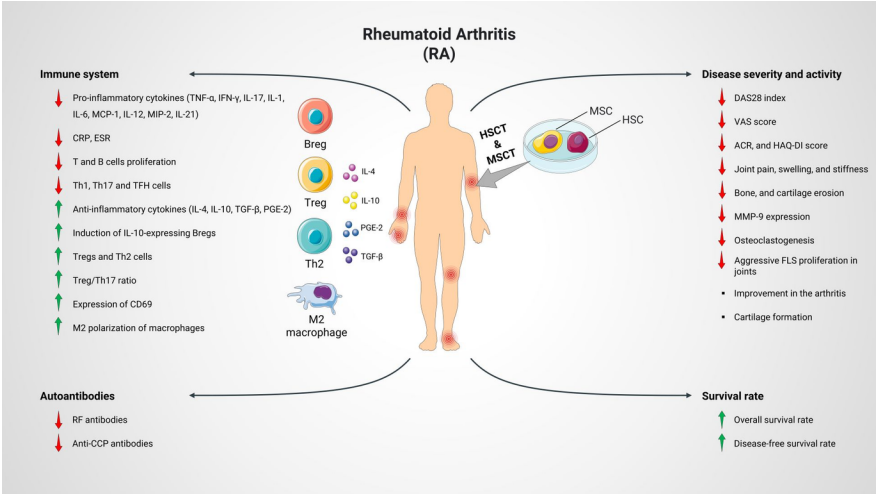 Rheumatoid Arthritis
(RA)
Immune system
Pro-inflammatory cytokines (TNF-α, IFN-γ, IL-17, IL-1,
IL-6, MCP-1, IL-12, MIP-2, IL-21)
CRP, ESR
T and B cells proliferation
Th1, Th17 and TFH cells
Anti-inflammatory cytokines (IL-4, IL-10, TGF-β, PGE-2)
Induction of IL-10-expressing Bregs
Tregs and Th2 cells
Treg/Th17 ratio
Expression of CD69
M2 polarization of macrophages
Breg
Treg
Th2
M2
macrophage
IL-4
IL-10
PGE-2
TGF-β
HSCT
&
MSCT
MSC
HSC
Disease severity and activity
DAS28 index
VAS score
ACR, and HAQ-DI score
Joint pain, swelling, and stiffness
Bone, and cartilage erosion
MMP-9 expression
Osteoclastogenesis
Aggressive FLS proliferation in
joints
Improvement in the arthritis
Cartilage formation
Autoantibodies
RF antibodies
Anti-CCP antibodies
Survival rate
Overall survival rate
Disease-free survival rate